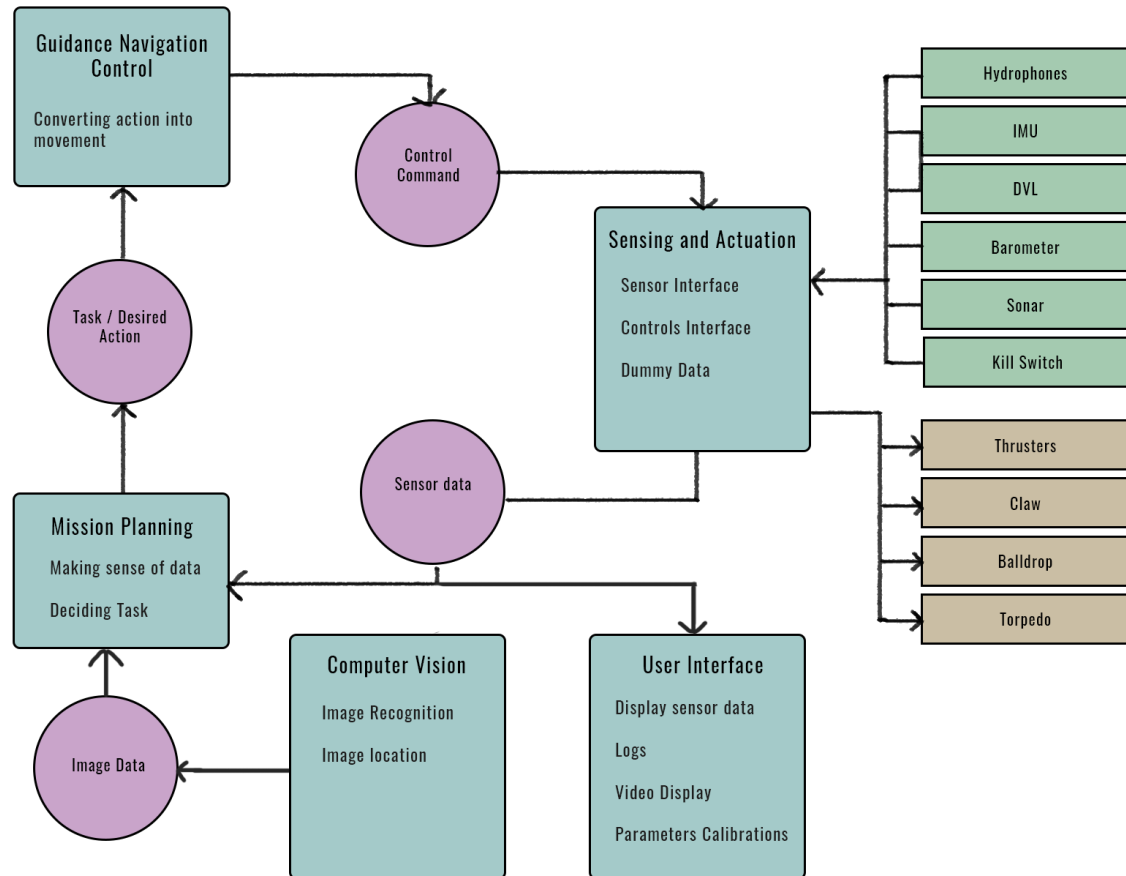 Guidance Navigation
Control
Converting action into
movement
Control
Command
Hydrophones
IMU
DVL
Barometer
Sonar
Kill Switch
Sensing and Actuation
Sensor Interface
Controls Interface
Dummy Data
Task / Desired
Action
Thrusters
Claw
Balldrop
Torpedo
Sensor data
Mission Planning
Making sense of data
Deciding Task
Computer Vision
Image Recognition
Image location
User Interface
Display sensor data
Logs
Video Display
Parameters Calibrations
Image Data